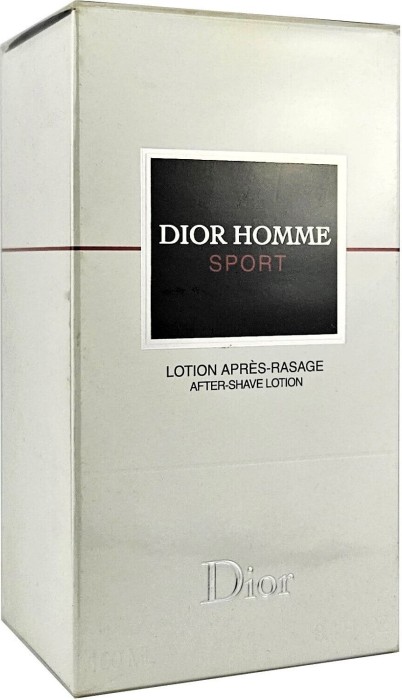 DIOR HOMME
SPORT
LOTION APRÈS-RASAGE
AFTER-SHAVE LOTION
Dior